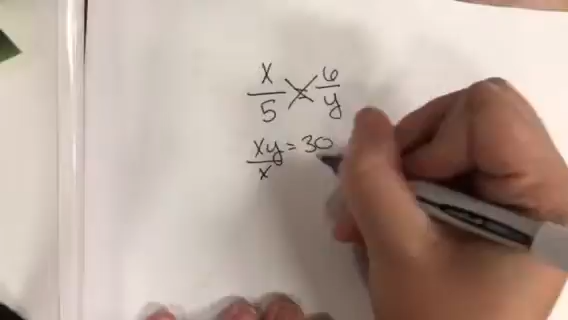 x/5 = 6/y
xy = 30
x